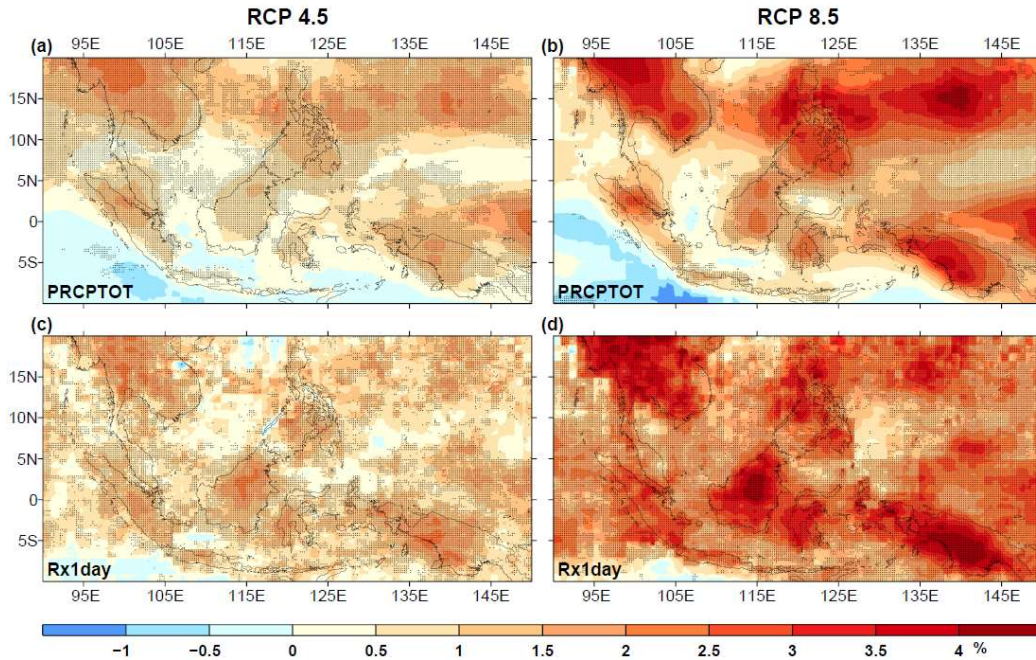 RCP 4.5 RCP 8.5
(a) 95E 105E 115E 125E 135E 145E (b) 95E 105E 115E 125E 135E 145E
15N
10N
5N
0
5S
PRCPTOT PRCPTOT
(c) (d)
15N
10N
5N
0
5S
Rx1day Rx1day
95E 105E 115E 125E 135E 145E 95E 105E 115E 125E 135E 145E
−1 −0.5 0 0.5 1 1.5 2 2.5 3 3.5 4 %